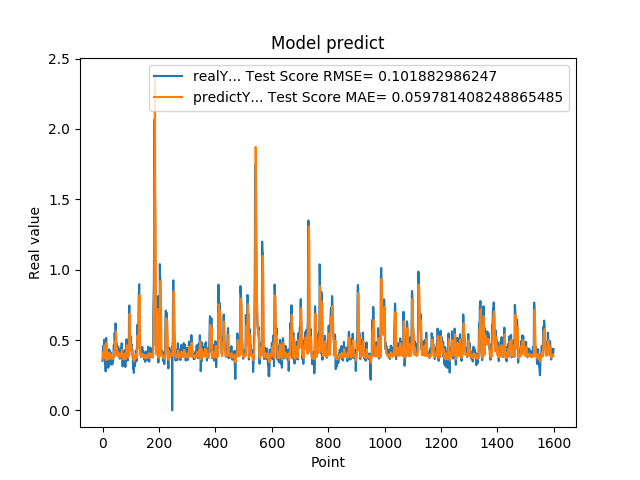 Model predict
realY... Test Score RMSE= 0.101882986247
predictY... Test Score MAE= 0.059781408248865485
2.5
2.0
1.5
1.0
0.5
0.0
Real value
0 200 400 600 800 1000 1200 1400 1600
Point